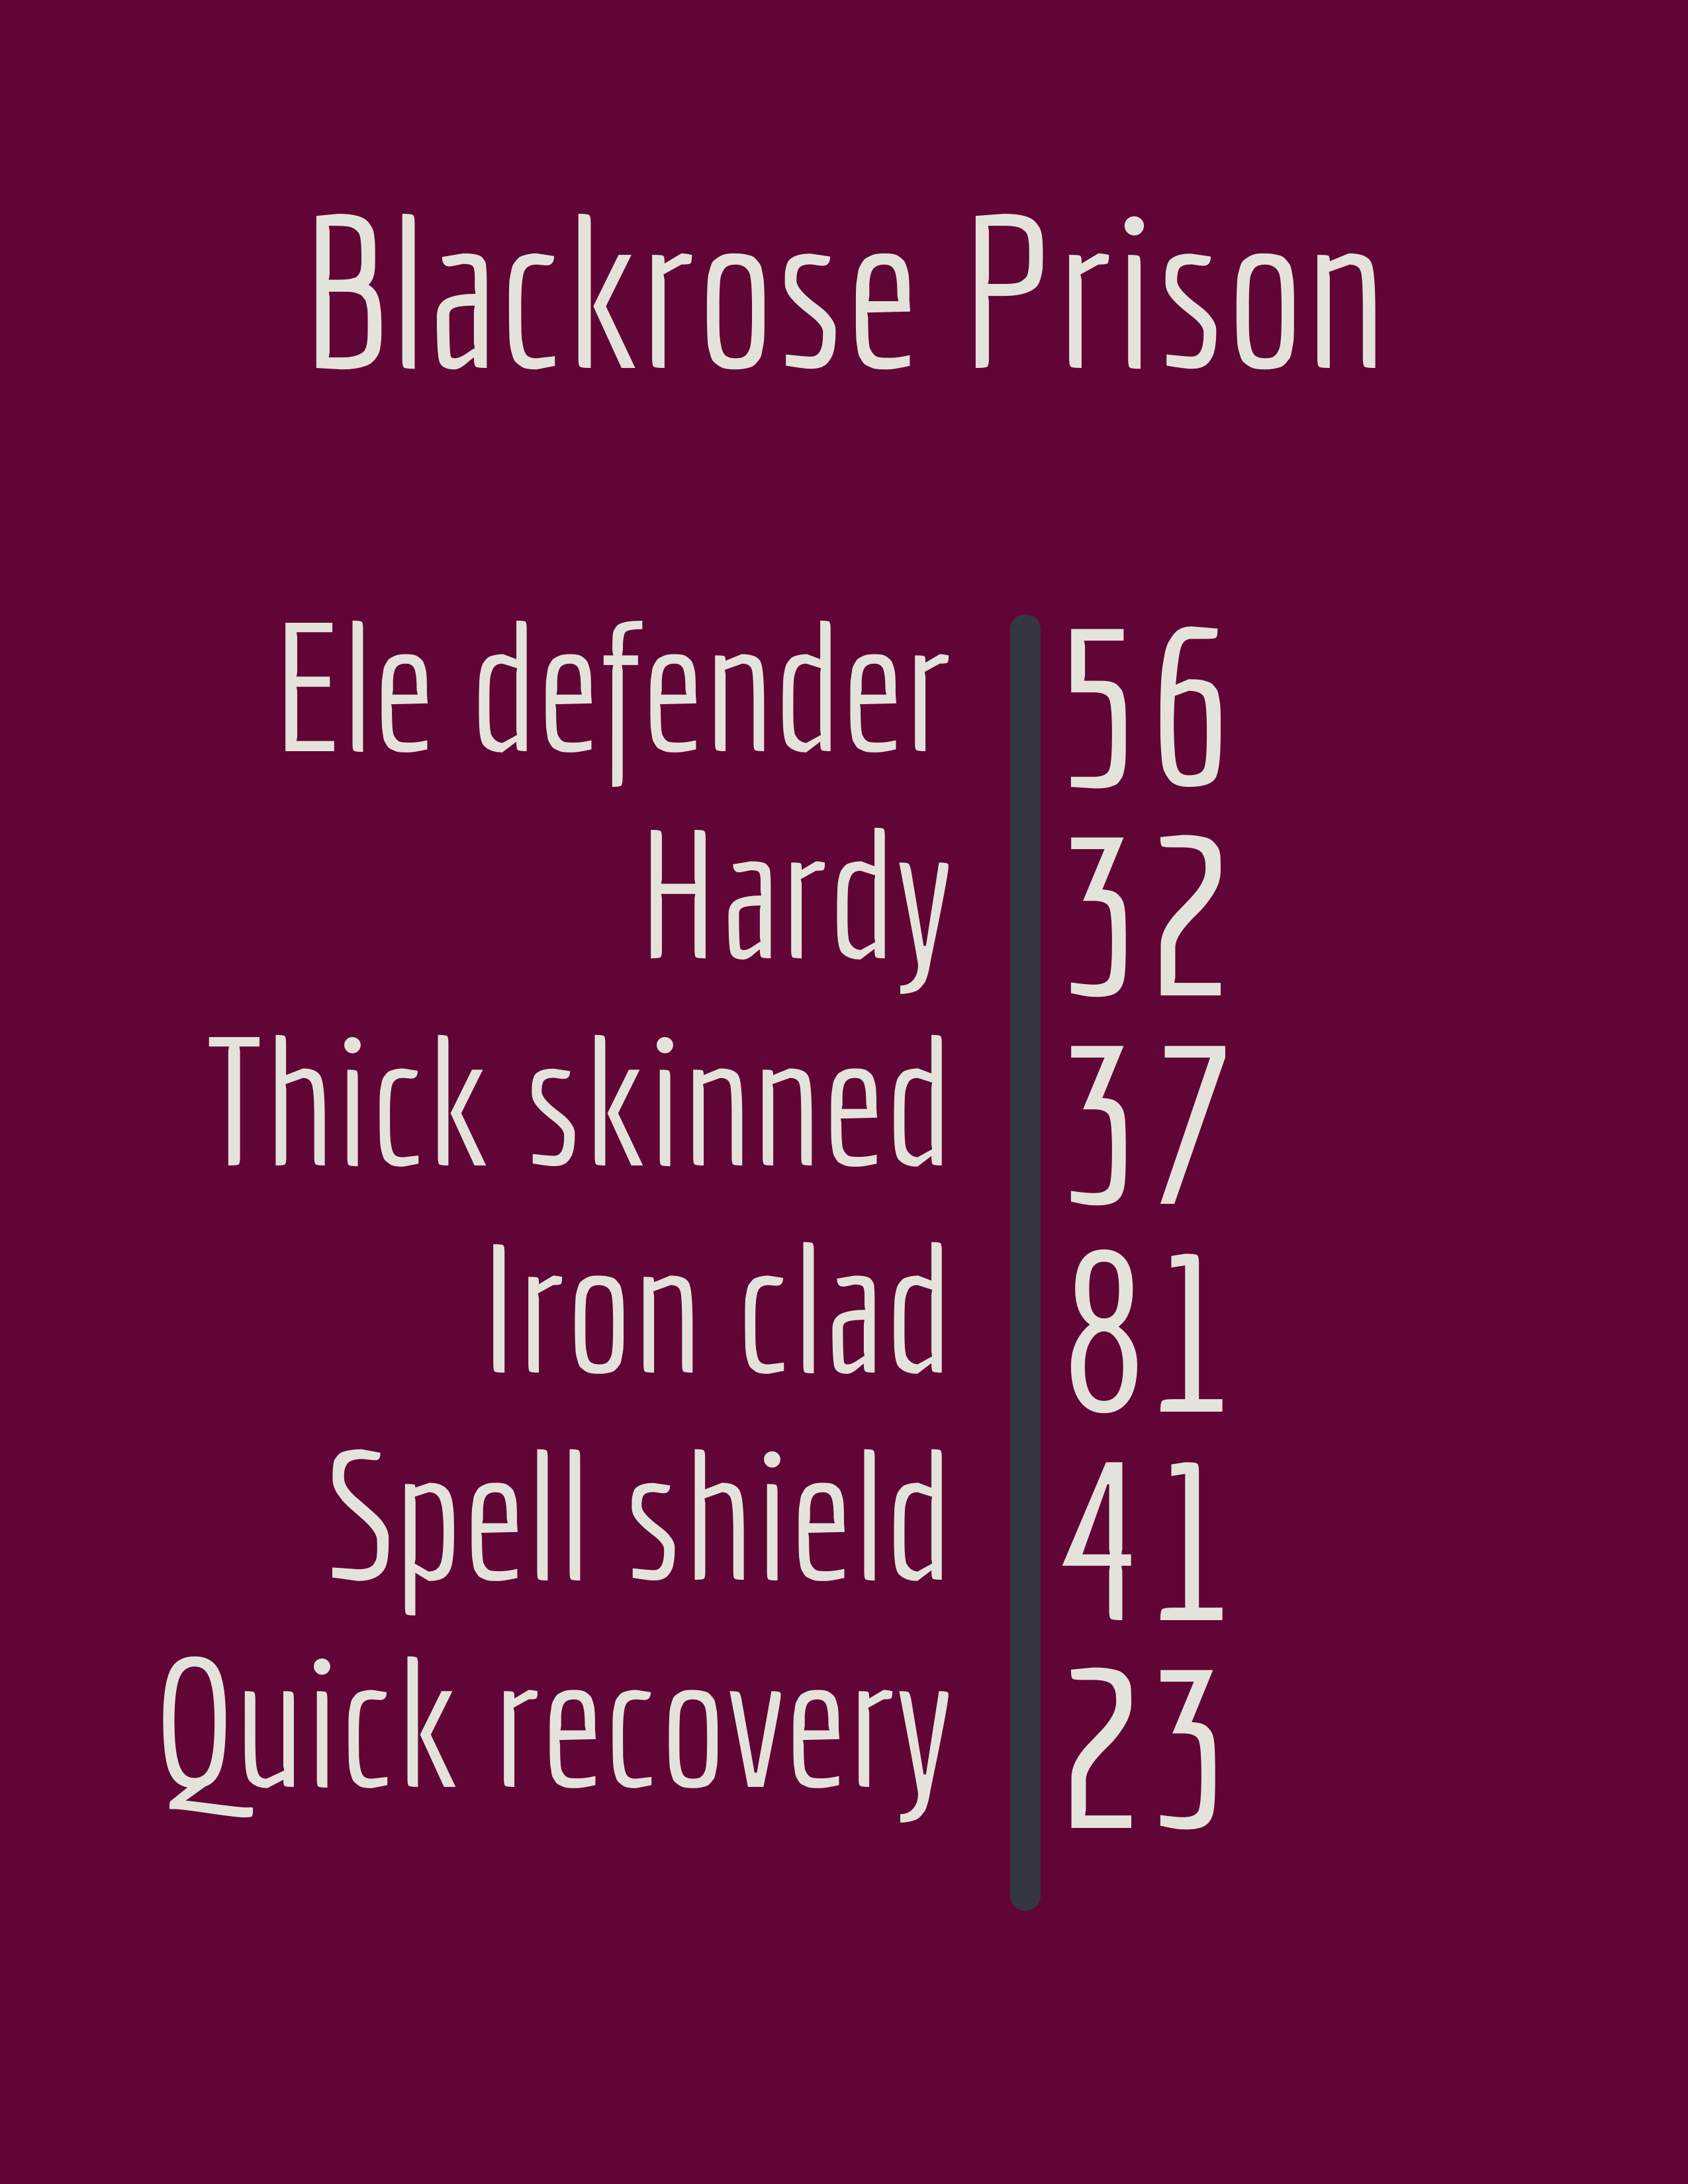 Blackrose Prison
Ele defender 56
Hardy 32
Thick skinned 37
Iron clad 81
Spell shield 41
Quick recovery 23